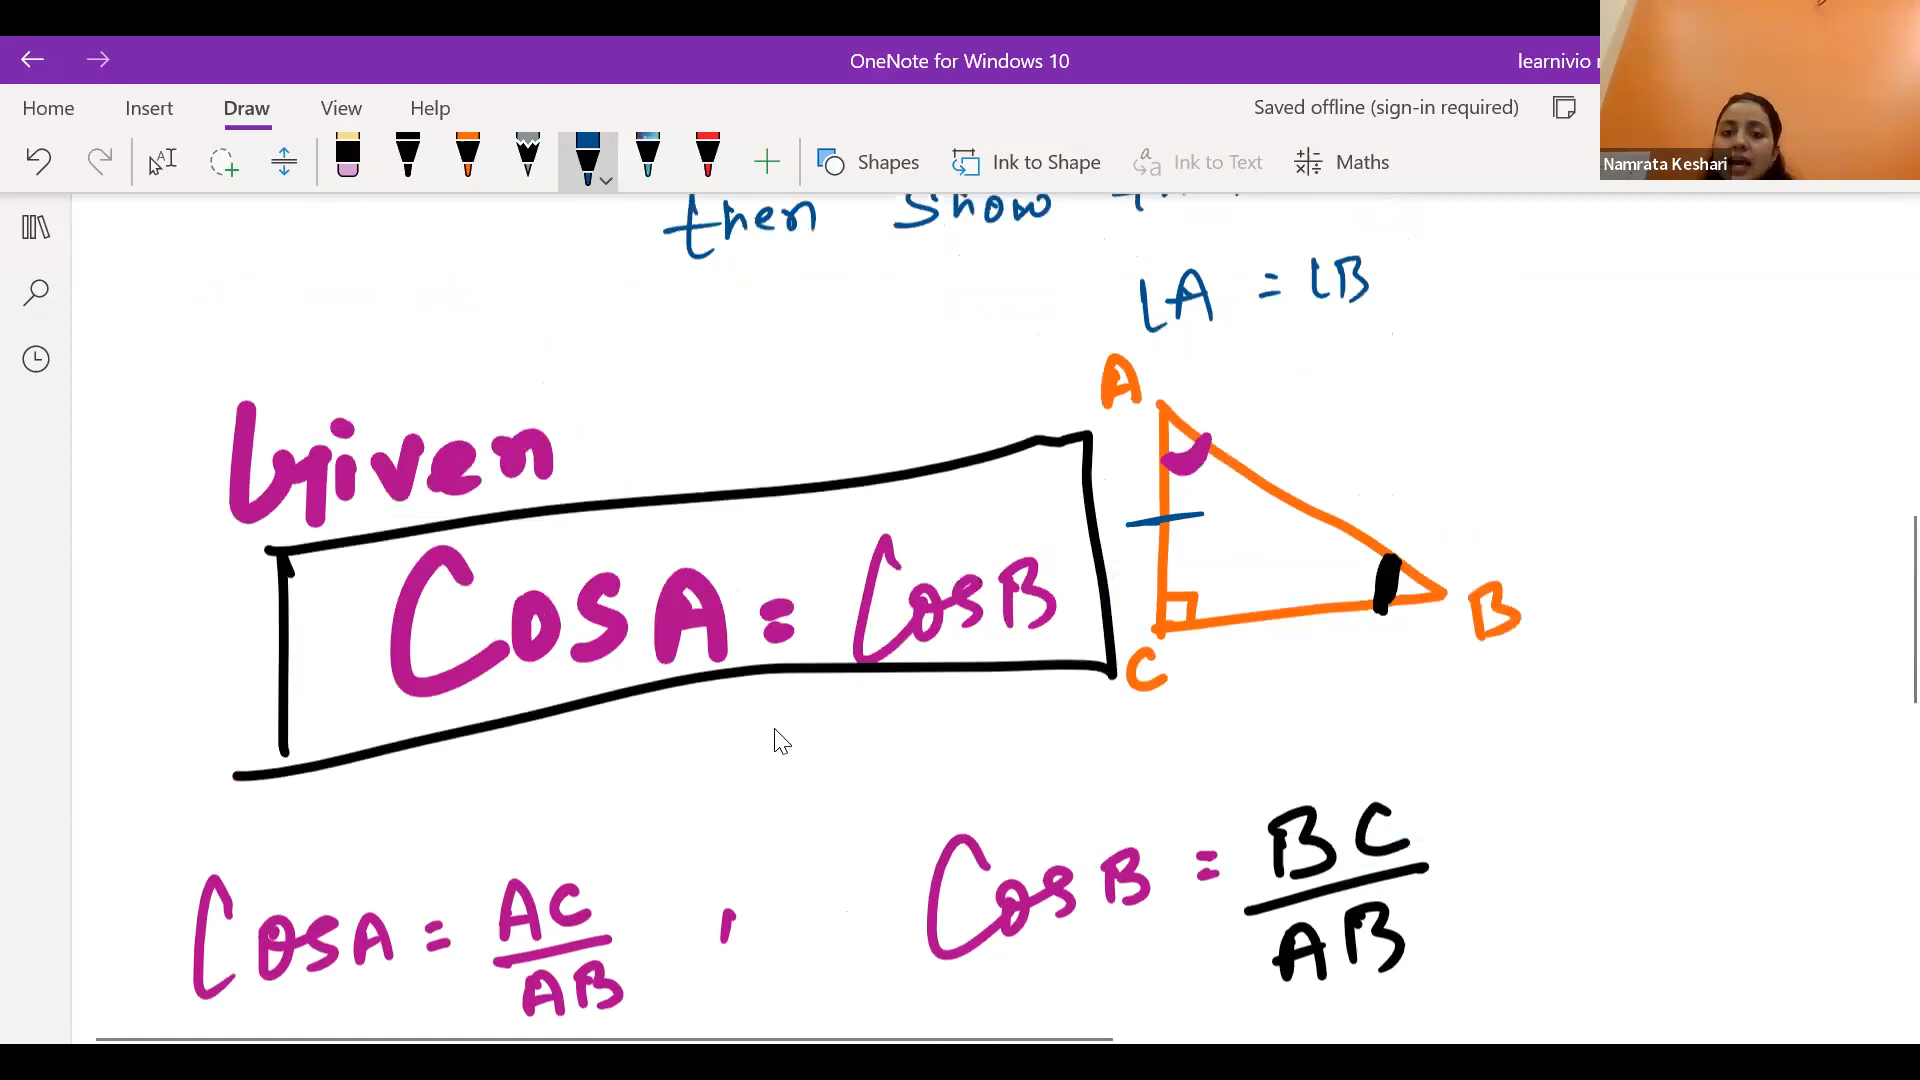 OneNote for Windows 10
learnivio
Home Insert Draw View Help
Saved offline (sign-in required)
Shapes Ink to Shape Ink to Text Maths
Namrata Keshari
then show
∠A = ∠B
Given
A
CosA = CosB
B
C
CosA = AC/AB , CosB = BC/AB